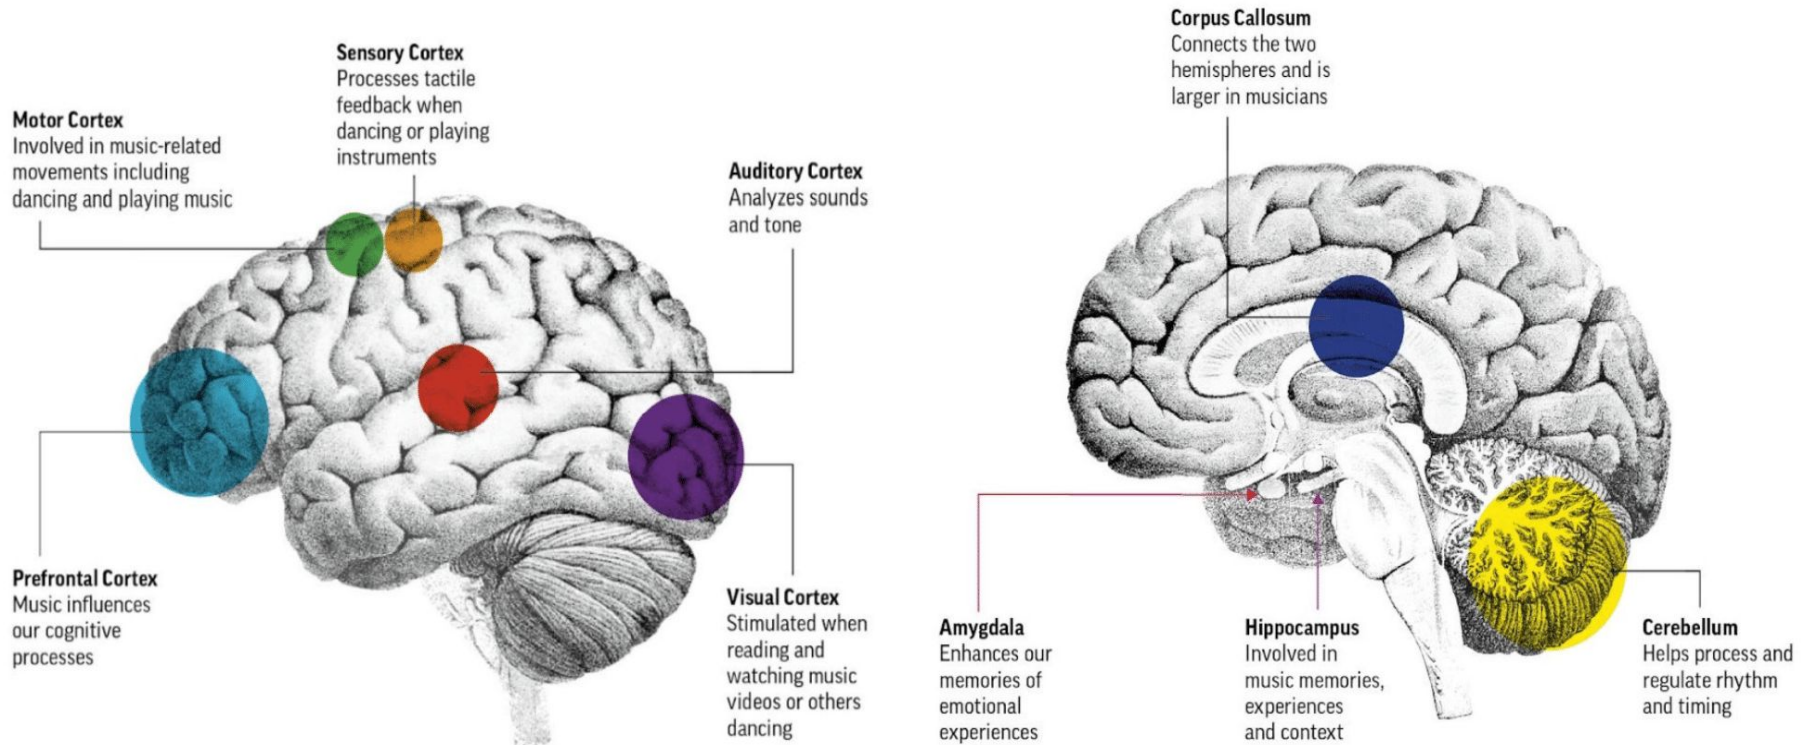 Sensory Cortex
Processes tactile
feedback when
dancing or playing
instruments
Motor Cortex
Involved in music-related
movements including
dancing and playing music
Auditory Cortex
Analyzes sounds
and tone
Prefrontal Cortex
Music influences
our cognitive
processes
Visual Cortex
Stimulated when
reading and
watching music
videos or others
dancing
Corpus Callosum
Connects the two
hemispheres and is
larger in musicians
Amygdala
Enhances our
memories of
emotional
experiences
Hippocampus
Involved in
music memories,
experiences
and context
Cerebellum
Helps process and
regulate rhythm
and timing